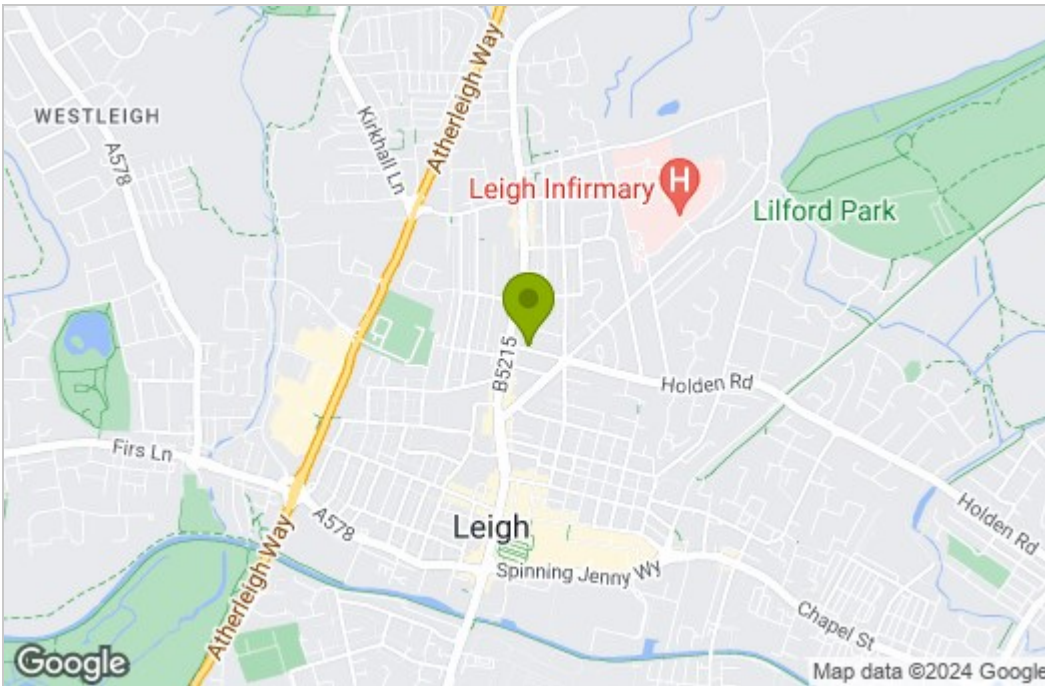 WESTLEIGH
A578
Kirkhall Ln
Atherleigh Way
Leigh Infirmary
H
Lilford Park
B5215
Holden Rd
Firs Ln
A578
Leigh
Holden Rd
Spinning Jenny Wy
Atherleigh Way
Chapel St
Google
Map data ©2024 Google